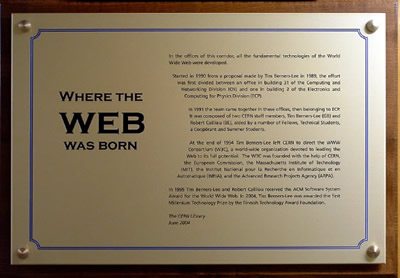 WHERE THE
WEB
WAS BORN
In the offices of this corridor, all the fundamental technologies of the World
Wide Web were developed.
Started in 1990 from a proposal made by Tim Berners-Lee in 1989, the effort
was first divided between an office in building 31 of the Computing and
Networking Division (CN) and one in building 2 of the Electronics and
Computing for Physics Division (ECP).
In 1991 the team came together in these offices, then belonging to ECP.
It was composed of two CERN staff members, Tim Berners-Lee (GB) and
Robert Cailliau (BE), aided by a number of Fellows, Technical Students,
a Coopérant and Summer Students.
At the end of 1994 Tim Berners-Lee left CERN to direct the WWW
Consortium (W3C), a world-wide organization devoted to leading the
Web to its full potential. The W3C was founded with the help of CERN,
the European Commission, the Massachusetts Institute of Technology
(MIT), the Institut National pour la Recherche en Informatique et en
Automatique (INRIA), and the Advanced Research Projects Agency (ARPA).
In 1995 Tim Berners-Lee and Robert Cailliau received the ACM Software System
Award for the World Wide Web. In 2004, Tim Berners-Lee was awarded the first
Millenium Technology Prize by the Finnish Technology Award Foundation.
The CERN Library
June 2004